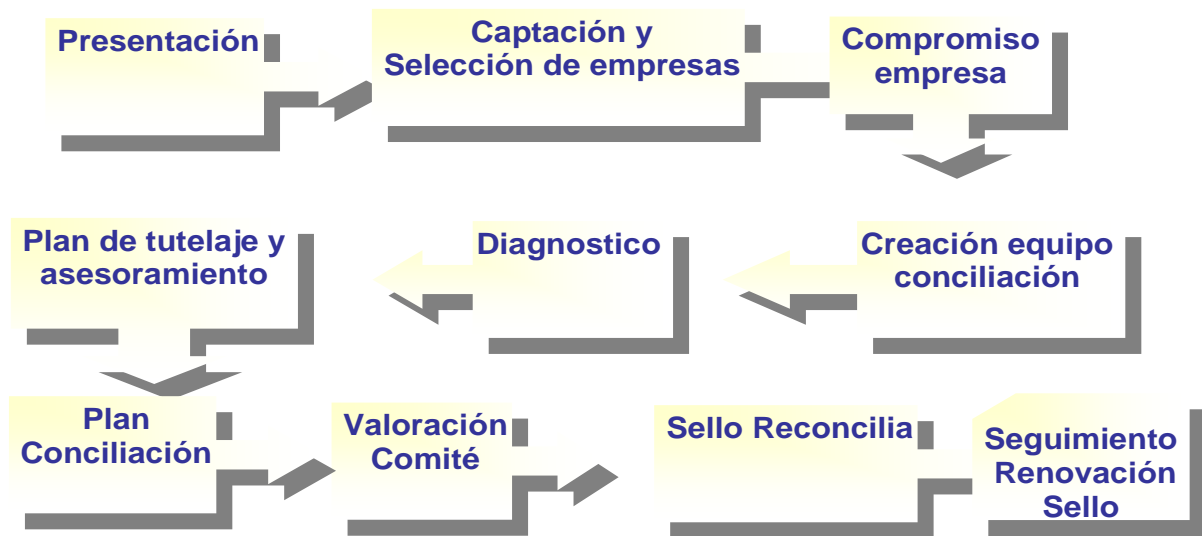 Presentación
Captación y
Selección de empresas
Compromiso
empresa
Plan de tutelaje y
asesoramiento
Diagnostico
Creación equipo
conciliación
Plan
Conciliación
Valoración
Comité
Sello Reconcilia
Seguimiento
Renovación
Sello